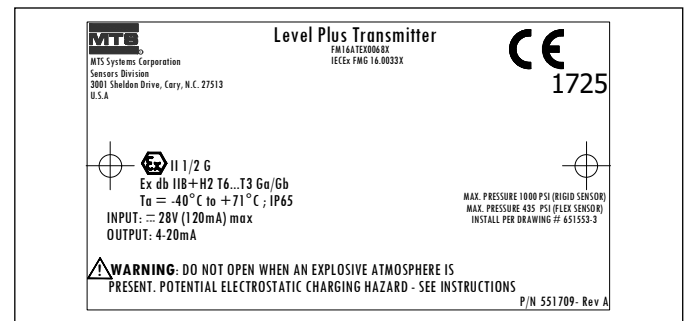 MTS
Level Plus Transmitter
FM16ATEX0068X
IECEx FMG 16.0033X
CE
1725
MTS Systems Corporation
Sensors Division
3001 Sheldon Drive, Cary, N.C. 27513
U.S.A
Ex II 1/2 G
Ex db IIB+H2 T6...T3 Ga/Gb
Ta = -40°C to +71°C ; IP65
INPUT: ⎓ 28V (120mA) max
OUTPUT: 4-20mA
MAX. PRESSURE 1000 PSI (RIGID SENSOR)
MAX. PRESSURE 435 PSI (FLEX SENSOR)
INSTALL PER DRAWING # 651553-3
WARNING: DO NOT OPEN WHEN AN EXPLOSIVE ATMOSPHERE IS
PRESENT. POTENTIAL ELECTROSTATIC CHARGING HAZARD - SEE INSTRUCTIONS
P/N 551709- Rev A